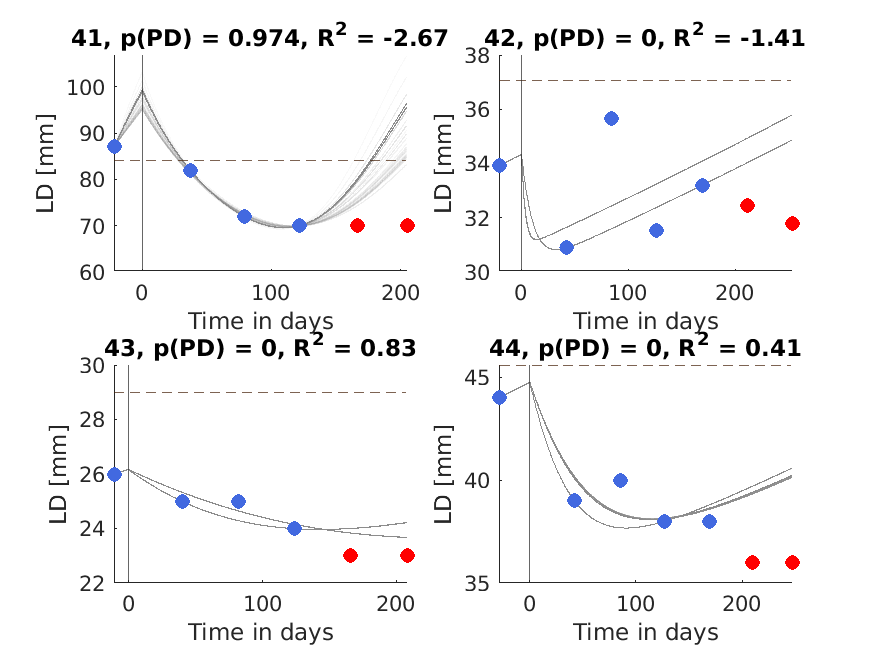 41, p(PD) = 0.974, R² = -2.67
LD [mm]
100
90
80
70
60
0
100
200
Time in days
42, p(PD) = 0, R² = -1.41
LD [mm]
38
36
34
32
30
0
100
200
Time in days
43, p(PD) = 0, R² = 0.83
LD [mm]
30
28
26
24
22
0
100
200
Time in days
44, p(PD) = 0, R² = 0.41
LD [mm]
45
40
35
0
100
200
Time in days